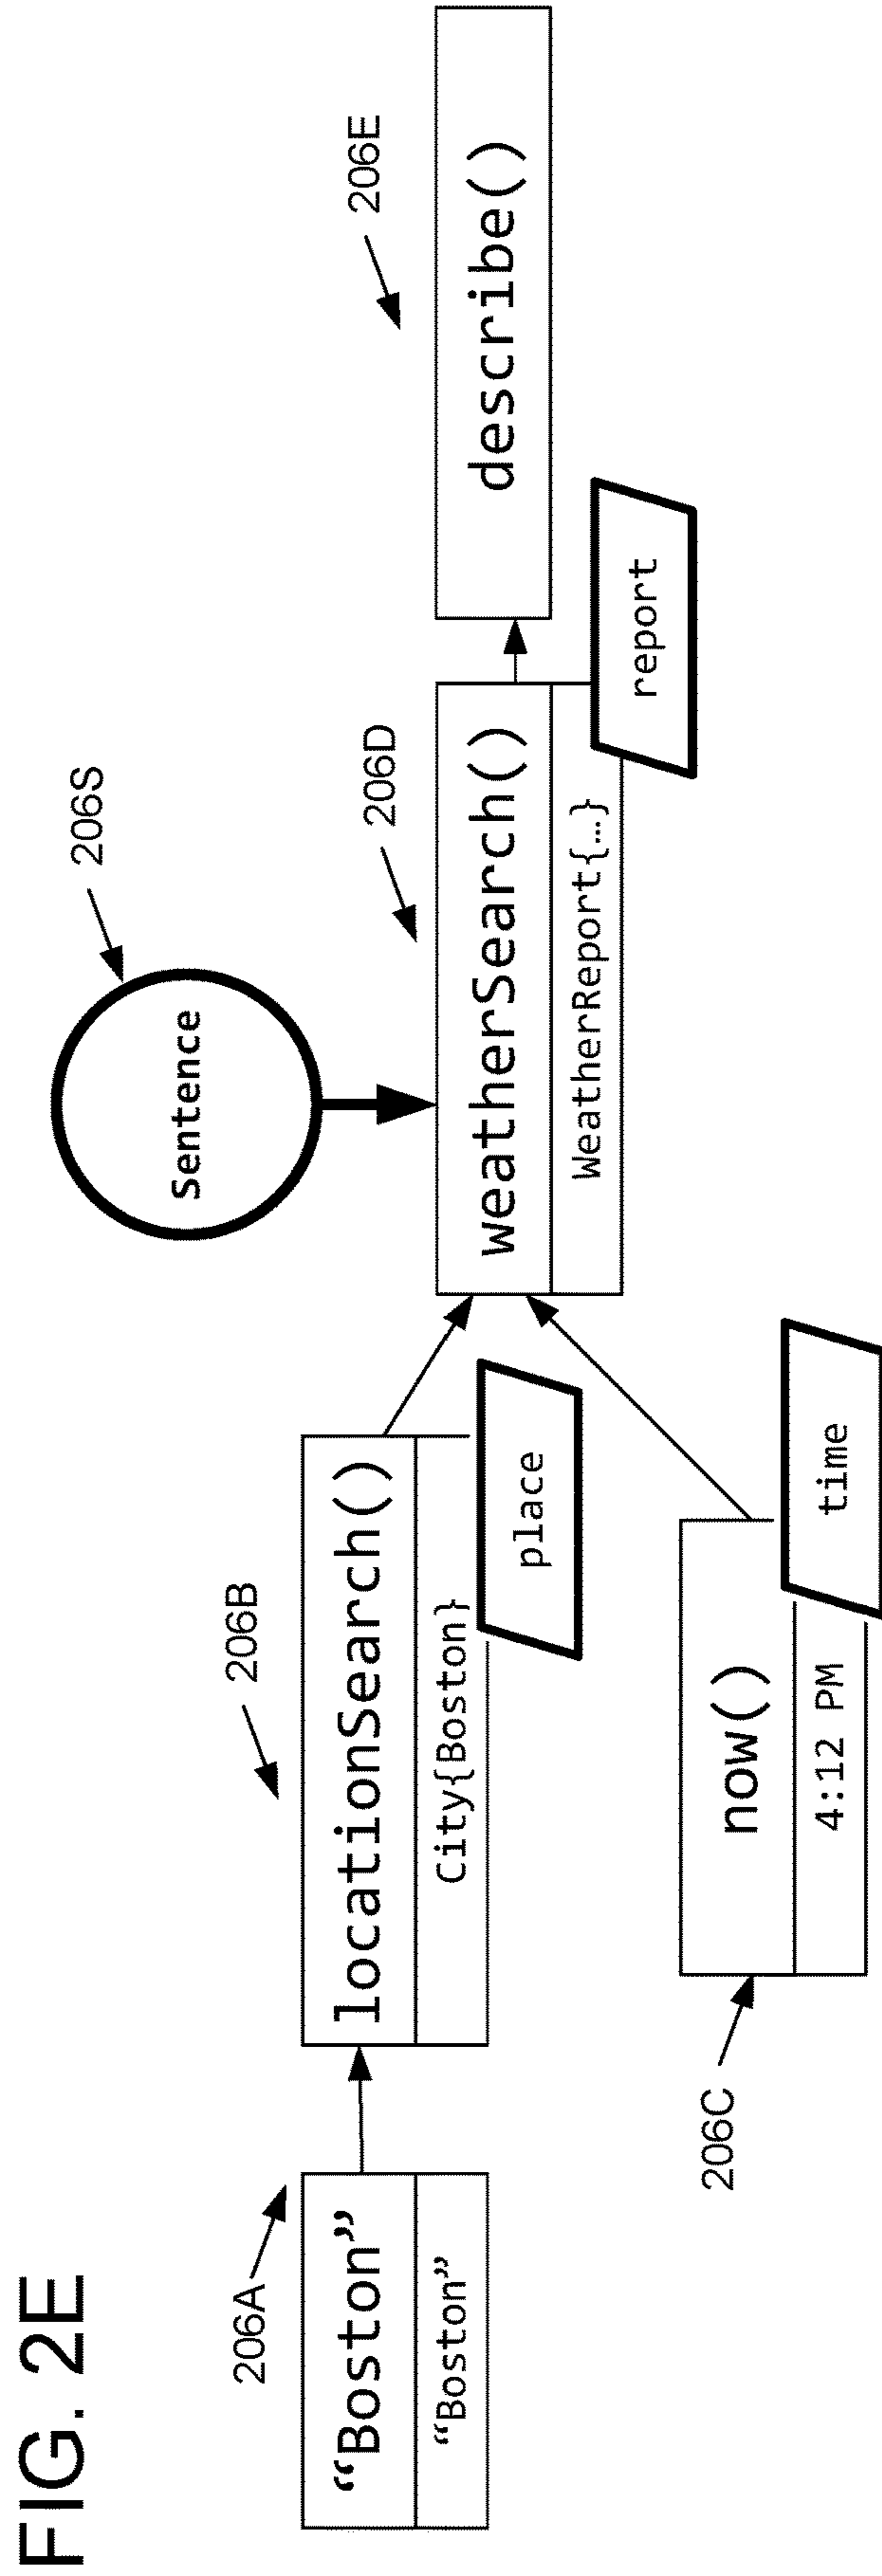 FIG. 2E
206S
Sentence
206A
“Boston”
“Boston”
206B
locationSearch()
City{Boston}
place
206C
now()
4:12 PM
time
206D
weatherSearch()
WeatherReport{…}
report
206E
describe()